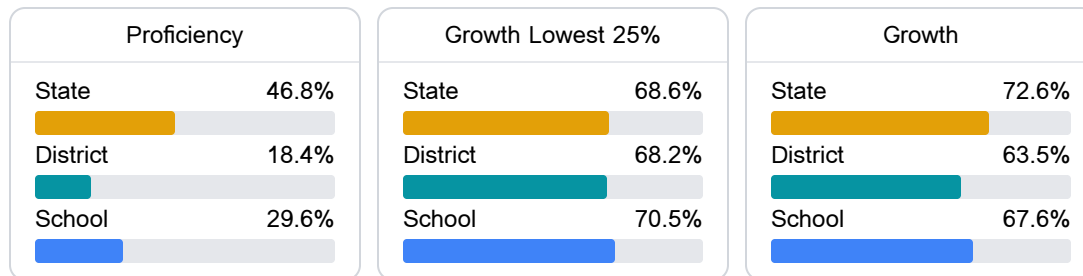 Proficiency
State 46.8%
District 18.4%
School 29.6%
Growth Lowest 25%
State 68.6%
District 68.2%
School 70.5%
Growth
State 72.6%
District 63.5%
School 67.6%